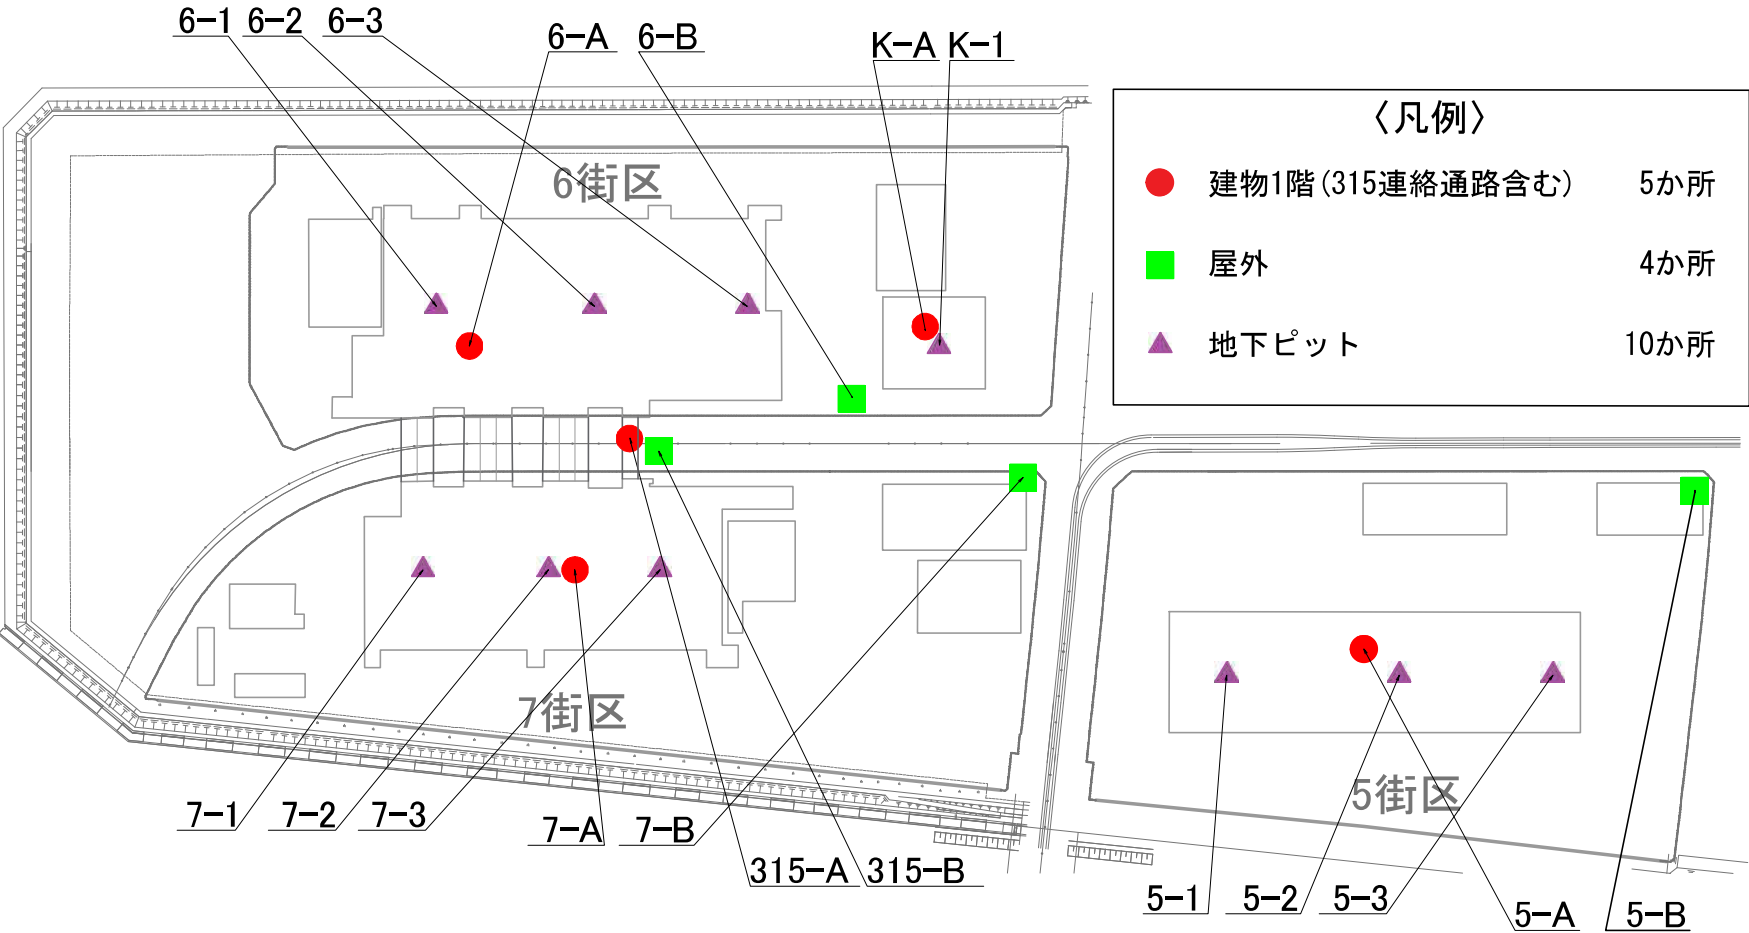 6-1 6-2 6-3
6-A 6-B
K-A K-1
〈凡例〉
建物1階(315連絡通路含む) 5か所
屋外 4か所
地下ピット 10か所
6街区
7街区
5街区
7-1 7-2 7-3
7-A 7-B
315-A 315-B
5-1 5-2 5-3
5-A 5-B